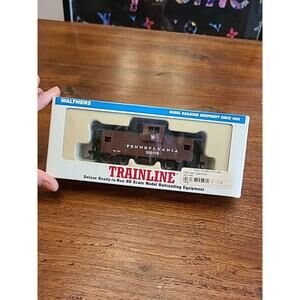 WALTHERS
MODEL RAILROAD EQUIPMENT SINCE 1932
PENNSYLVANIA
TRAINLINE
Deluxe Ready-to-Run HO Scale Model Railroading Equipment